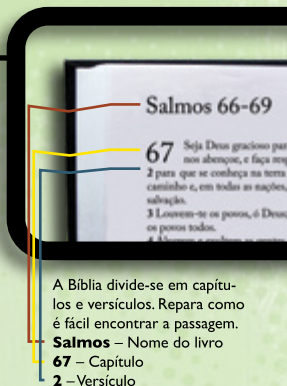 Salmos 66-69
67 Seja Deus gracioso par
nos abençoe, e faça resp
2 para que se conheça na terra
caminho e, em todas as nações,
salvação.
3 Louvem-te os povos, ó Deus
os povos todos.
A Bíblia divide-se em capítu-
los e versículos. Repara como
é fácil encontrar a passagem.
Salmos – Nome do livro
67 – Capítulo
2 – Versículo